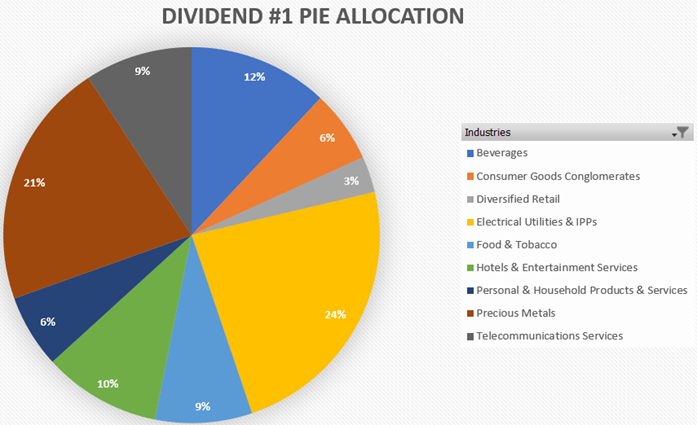 DIVIDEND #1 PIE ALLOCATION
9%
12%
6%
3%
21%
24%
6%
10%
9%
Industries
Beverages
Consumer Goods Conglomerates
Diversified Retail
Electrical Utilities & IPPs
Food & Tobacco
Hotels & Entertainment Services
Personal & Household Products & Services
Precious Metals
Telecommunications Services